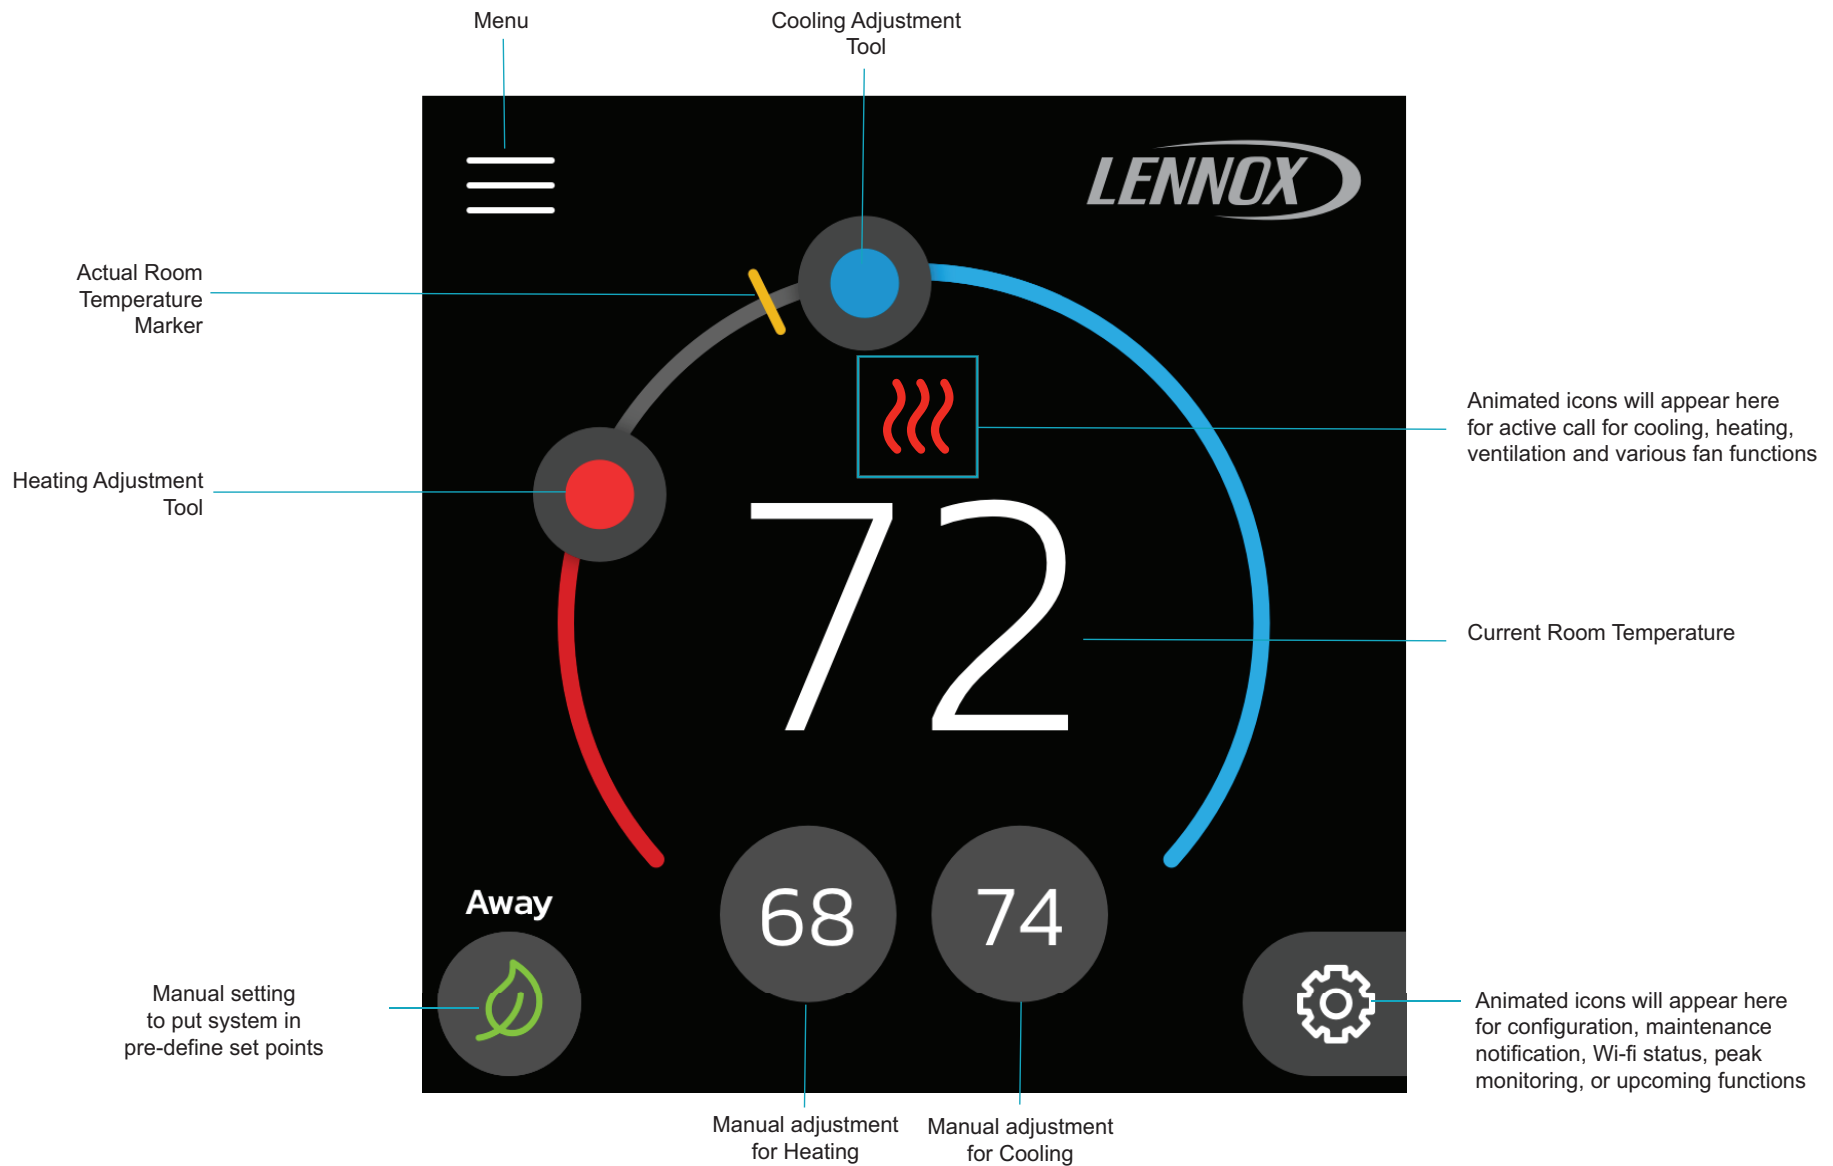 Menu
Cooling Adjustment
Tool
LENNOX
Actual Room
Temperature
Marker
Animated icons will appear here
for active call for cooling, heating,
ventilation and various fan functions
Heating Adjustment
Tool
72
Current Room Temperature
68
74
Away
Manual setting
to put system in
pre-define set points
Animated icons will appear here
for configuration, maintenance
notification, Wi-fi status, peak
monitoring, or upcoming functions
Manual adjustment
for Heating
Manual adjustment
for Cooling